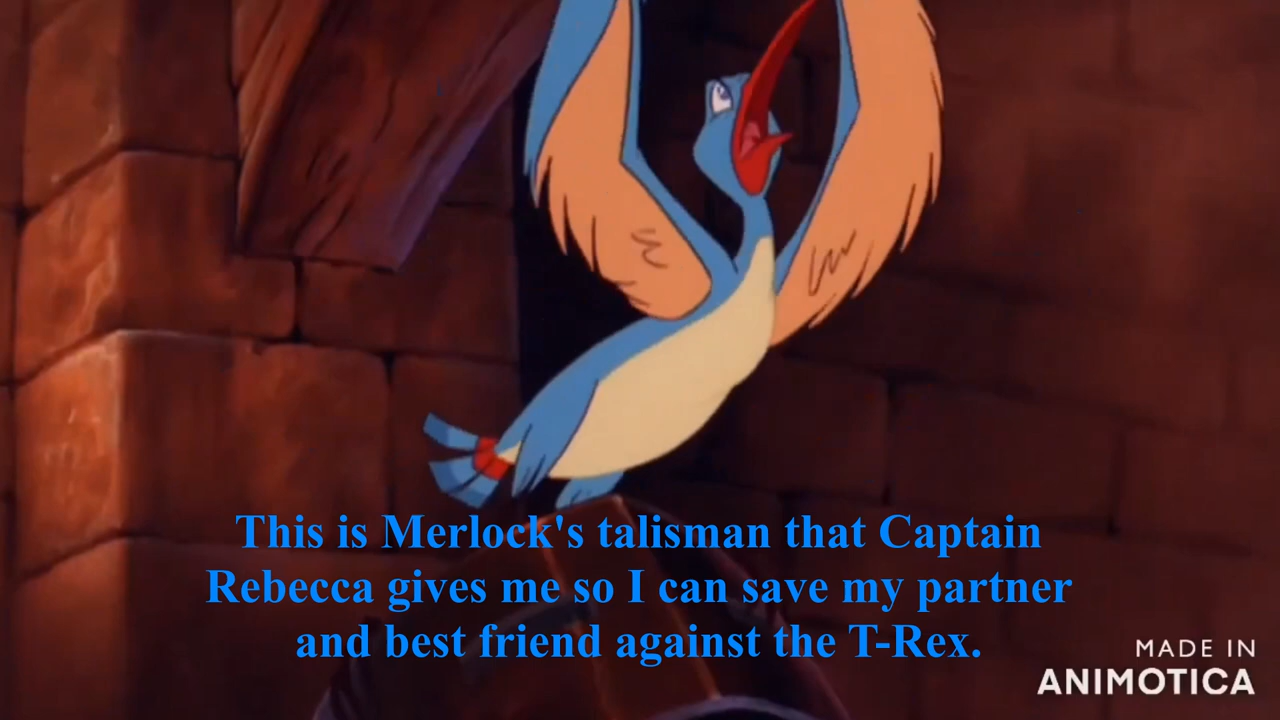 This is Merlock's talisman that Captain
Rebecca gives me so I can save my partner
and best friend against the T-Rex.
MADE IN
ANIMOTICA